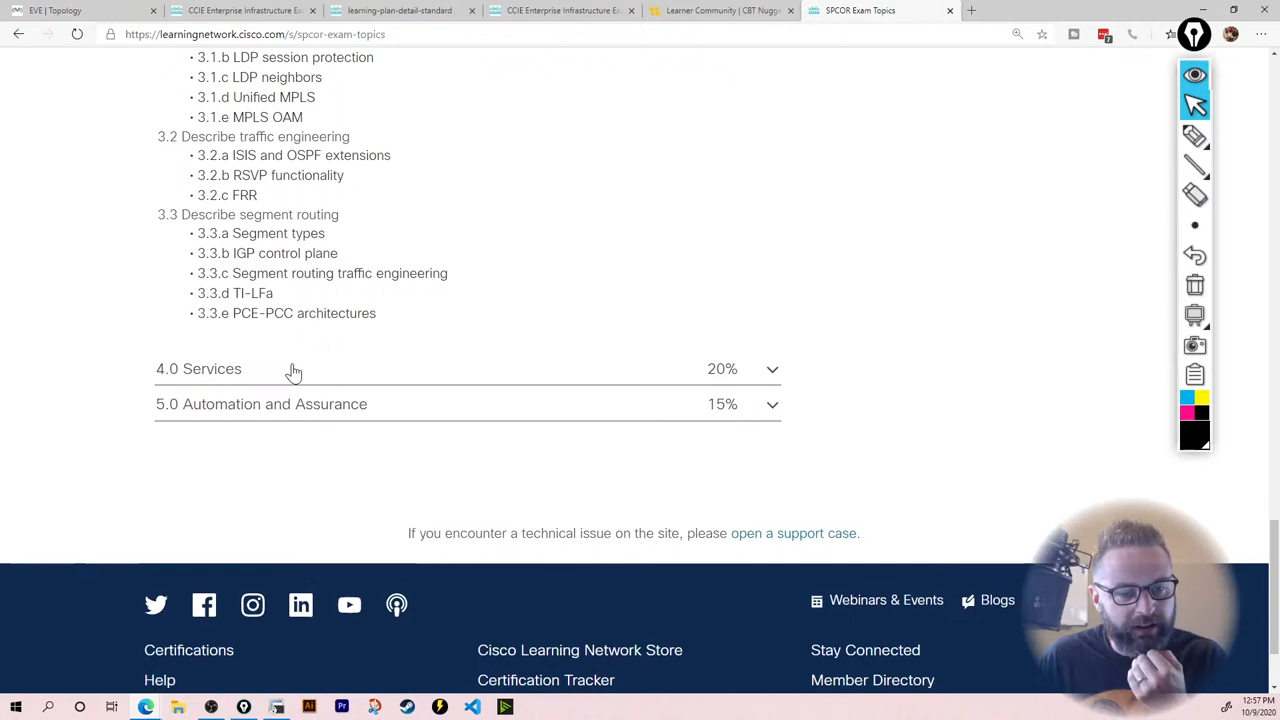 EVE | Topology
CCIE Enterprise Infrastructure Ex
learning-plan-detail-standard
CCIE Enterprise Infrastructure Ex
Learner Community | CBT Nugge
SPCOR Exam Topics
https://learningnetwork.cisco.com/s/spcor-exam-topics
7
• 3.1.b LDP session protection
• 3.1.c LDP neighbors
• 3.1.d Unified MPLS
• 3.1.e MPLS OAM
3.2 Describe traffic engineering
• 3.2.a ISIS and OSPF extensions
• 3.2.b RSVP functionality
• 3.2.c FRR
3.3 Describe segment routing
• 3.3.a Segment types
• 3.3.b IGP control plane
• 3.3.c Segment routing traffic engineering
• 3.3.d TI-LFa
• 3.3.e PCE-PCC architectures
4.0 Services 20%
5.0 Automation and Assurance 15%
If you encounter a technical issue on the site, please open a support case.
Webinars & Events
Blogs
Certifications
Cisco Learning Network Store
Stay Connected
Help
Certification Tracker
Member Directory
Ai
Pr
12:57 PM
10/9/2020